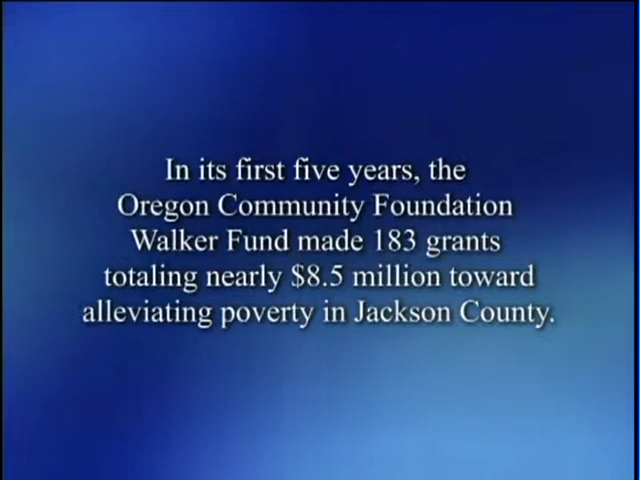 In its first five years, the
Oregon Community Foundation
Walker Fund made 183 grants
totaling nearly $8.5 million toward
alleviating poverty in Jackson County.